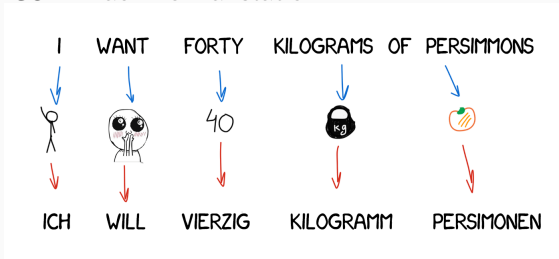 I WANT FORTY KILOGRAMS OF PERSIMMONS
40
kg
ICH WILL VIERZIG KILOGRAMM PERSIMONEN